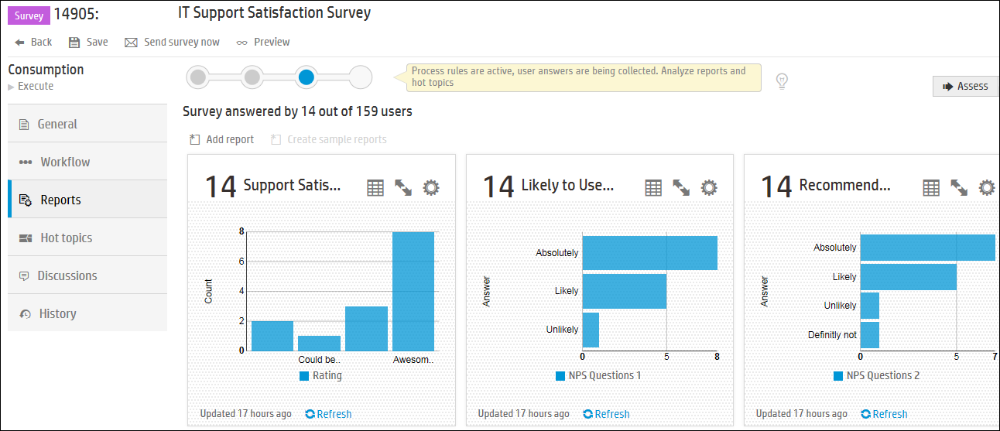 Survey 14905: IT Support Satisfaction Survey
Back Save Send survey now Preview
Consumption
Execute
Process rules are active, user answers are being collected. Analyze reports and
hot topics
Assess
General
Workflow
Reports
Hot topics
Discussions
History
Survey answered by 14 out of 159 users
Add report Create sample reports
14 Support Satis...
8
6
4
2
0
Count
Could be.. Awesom..
Rating
Updated 17 hours ago Refresh
14 Likely to Use...
Answer
Absolutely
Likely
Unlikely
0 5 8
NPS Questions 1
Updated 17 hours ago Refresh
14 Recommend...
Answer
Absolutely
Likely
Unlikely
Definitly not
0 5 7
NPS Questions 2
Updated 17 hours ago Refresh